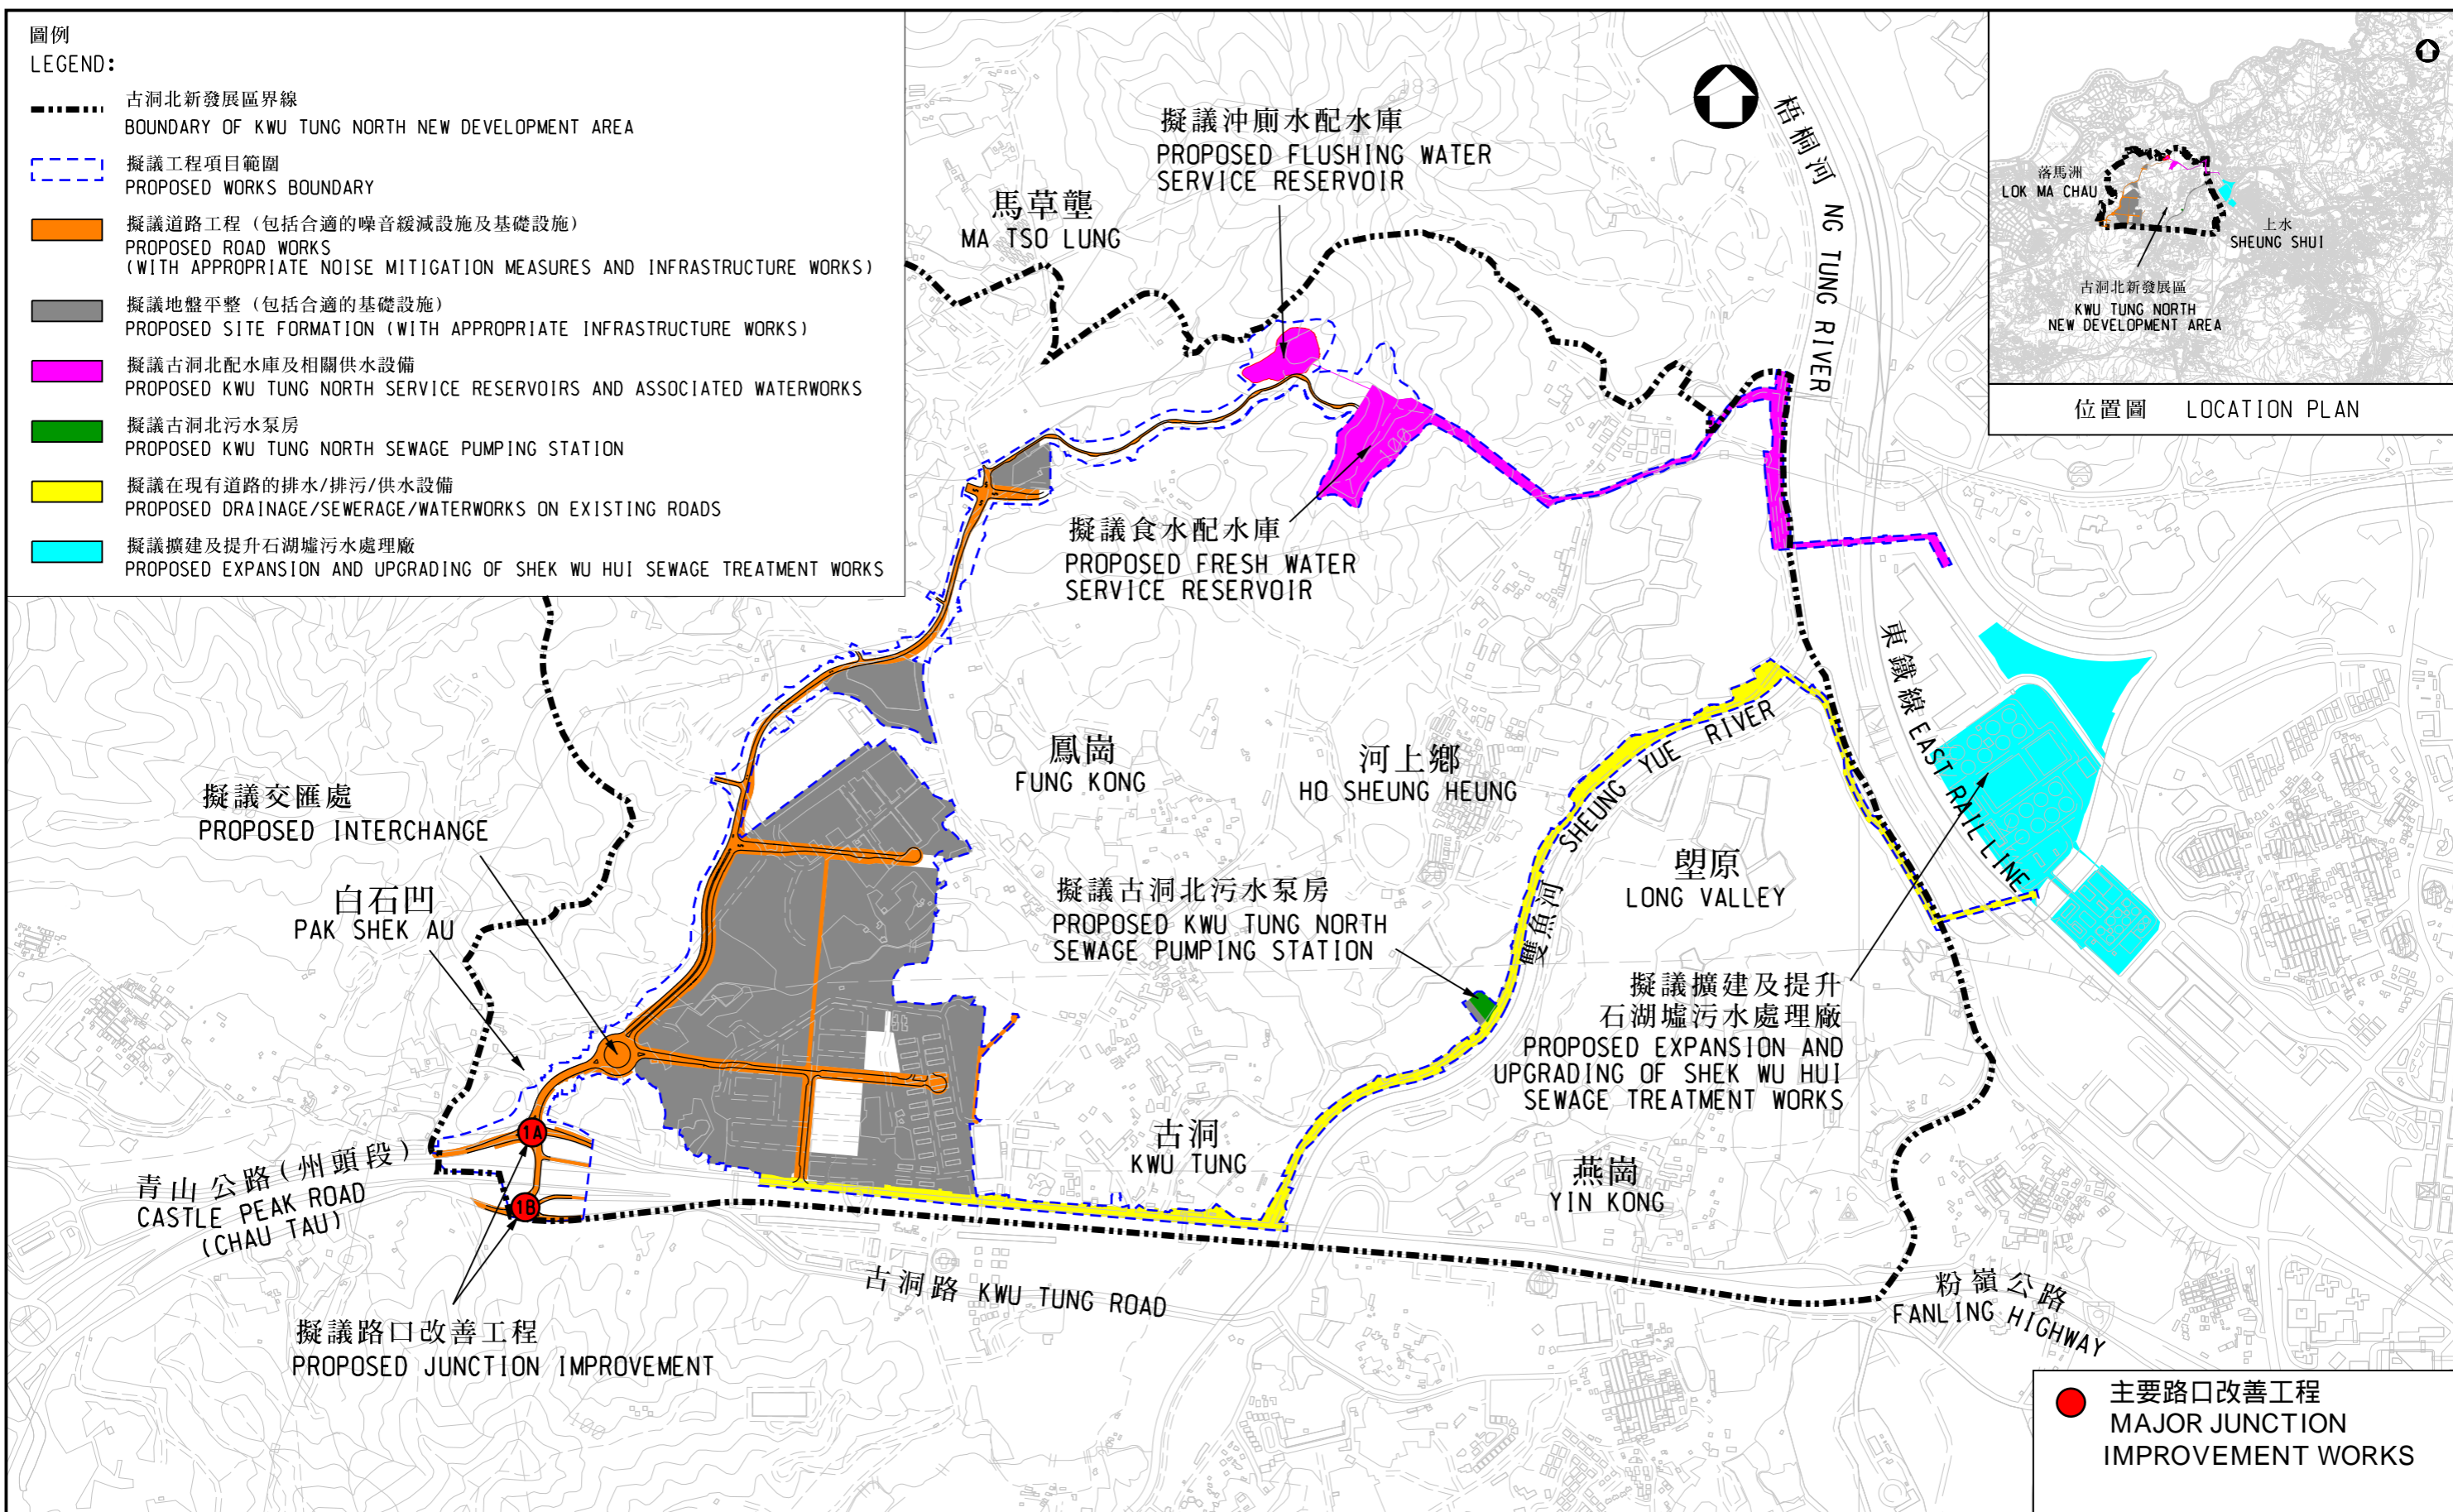 圖例
LEGEND:
古洞北新發展區界線
BOUNDARY OF KWU TUNG NORTH NEW DEVELOPMENT AREA
擬議工程項目範圍
PROPOSED WORKS BOUNDARY
擬議道路工程 (包括合適的噪音緩減設施及基礎設施)
PROPOSED ROAD WORKS
(WITH APPROPRIATE NOISE MITIGATION MEASURES AND INFRASTRUCTURE WORKS)
擬議地盤平整 (包括合適的基礎設施)
PROPOSED SITE FORMATION (WITH APPROPRIATE INFRASTRUCTURE WORKS)
擬議古洞北配水庫及相關供水設備
PROPOSED KWU TUNG NORTH SERVICE RESERVOIRS AND ASSOCIATED WATERWORKS
擬議古洞北污水泵房
PROPOSED KWU TUNG NORTH SEWAGE PUMPING STATION
擬議在現有道路的排水/排污/供水設備
PROPOSED DRAINAGE/SEWERAGE/WATERWORKS ON EXISTING ROADS
擬議擴建及提升石湖墟污水處理廠
PROPOSED EXPANSION AND UPGRADING OF SHEK WU HUI SEWAGE TREATMENT WORKS
183
擬議沖廁水配水庫
PROPOSED FLUSHING WATER
SERVICE RESERVOIR
馬草壟
MA TSO LUNG
梧桐河 NG TUNG RIVER
落馬洲
LOK MA CHAU
上水
SHEUNG SHUI
古洞北新發展區
KWU TUNG NORTH
NEW DEVELOPMENT AREA
位置圖 LOCATION PLAN
100
擬議食水配水庫
PROPOSED FRESH WATER
SERVICE RESERVOIR
東鐵線 EAST RAIL LINE
鳳崗
FUNG KONG
河上鄉
HO SHEUNG HEUNG
雙魚河 SHEUNG YUE RIVER
塱原
LONG VALLEY
擬議交匯處
PROPOSED INTERCHANGE
白石凹
PAK SHEK AU
擬議古洞北污水泵房
PROPOSED KWU TUNG NORTH
SEWAGE PUMPING STATION
擬議擴建及提升
石湖墟污水處理廠
PROPOSED EXPANSION AND
UPGRADING OF SHEK WU HUI
SEWAGE TREATMENT WORKS
1A
1B
青山公路(州頭段)
CASTLE PEAK ROAD
(CHAU TAU)
古洞
KWU TUNG
燕崗
YIN KONG
16
古洞路 KWU TUNG ROAD
粉嶺公路
FANLING HIGHWAY
擬議路口改善工程
PROPOSED JUNCTION IMPROVEMENT
100
主要路口改善工程
MAJOR JUNCTION
IMPROVEMENT WORKS